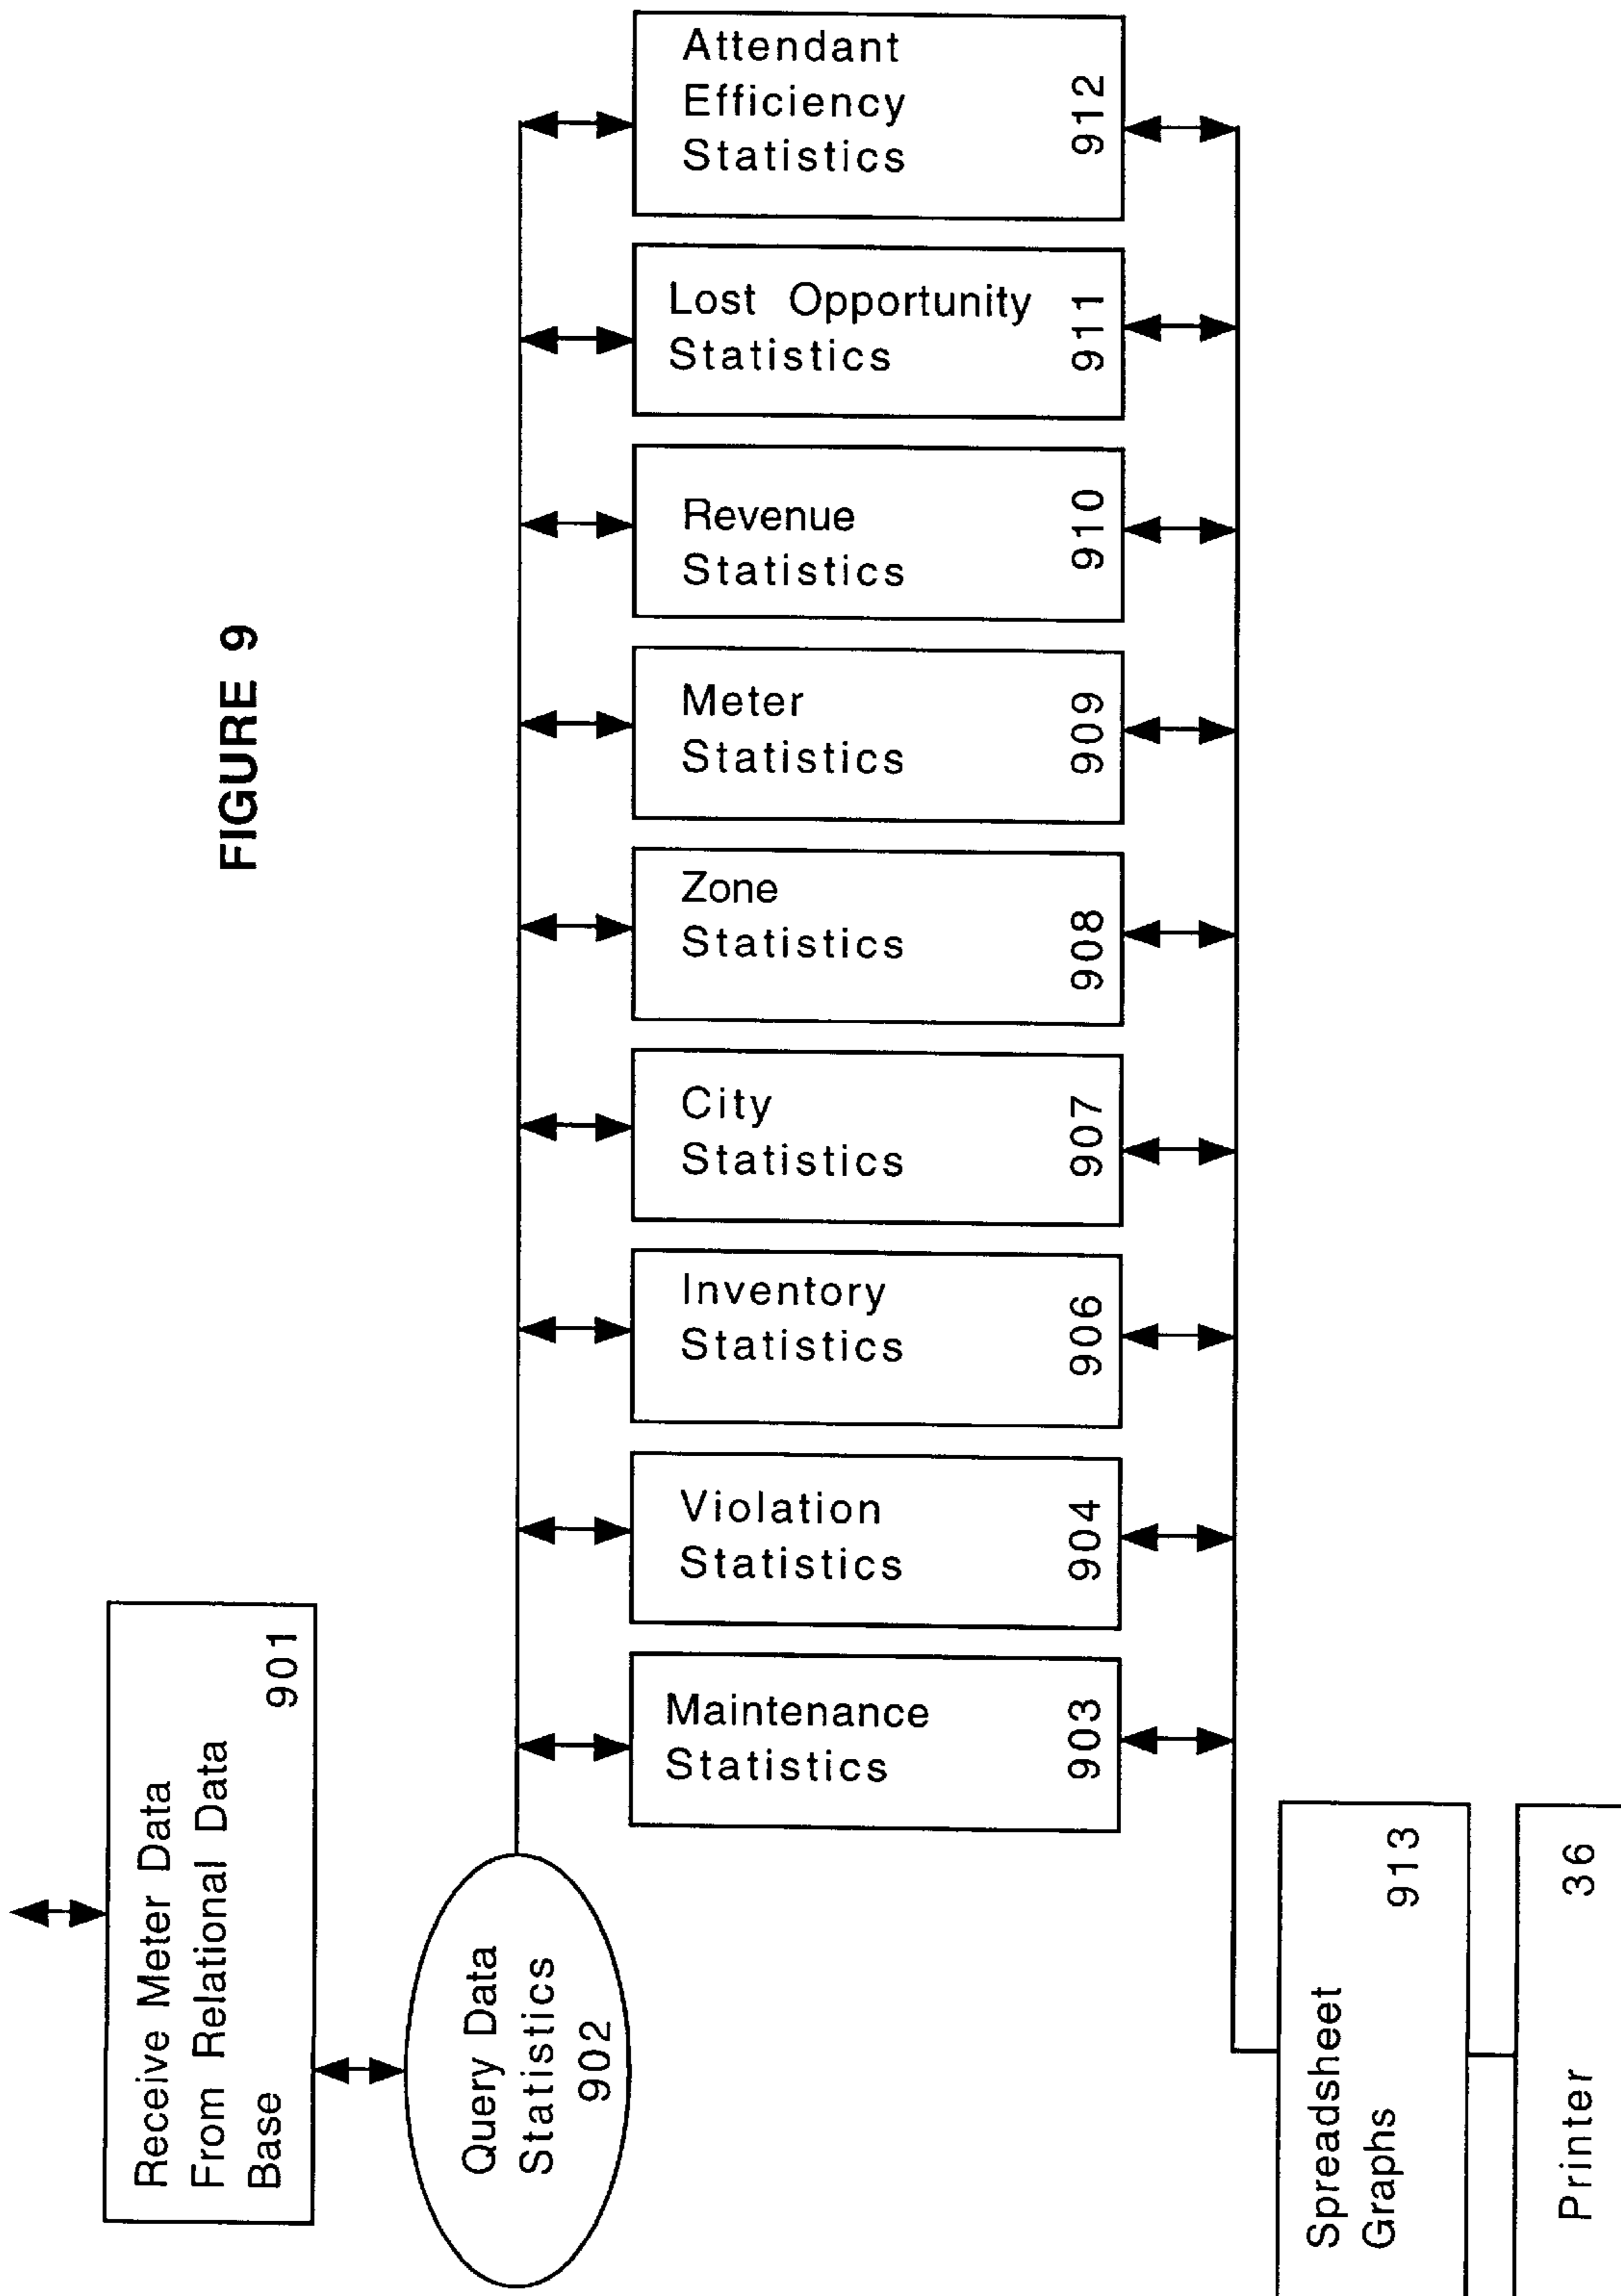 FIGURE 9
Receive Meter Data
From Relational Data
Base
901
Query Data
Statistics
902
Maintenance
Statistics
903
Violation
Statistics
904
Inventory
Statistics
906
City
Statistics
907
Zone
Statistics
908
Meter
Statistics
909
Revenue
Statistics
910
Lost Opportunity
Statistics
911
Attendant
Efficiency
Statistics
912
Spreadsheet
Graphs
913
Printer 36